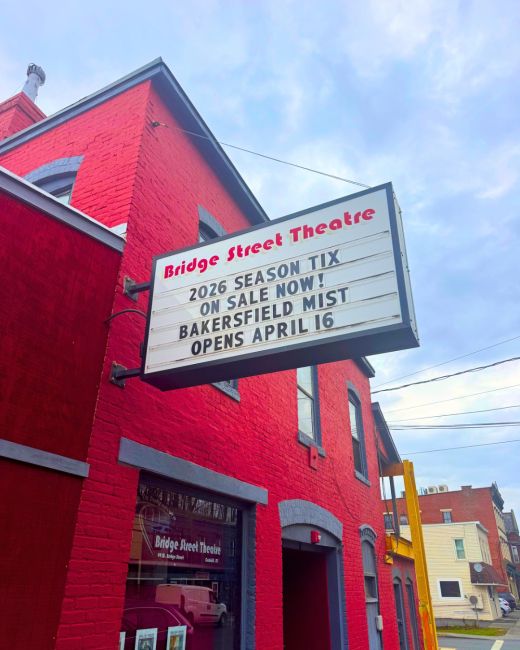 Bridge Street Theatre
2026 SEASON TIX
ON SALE NOW!
BAKERSFIELD MIST
OPENS APRIL 16
Bridge Street Theatre